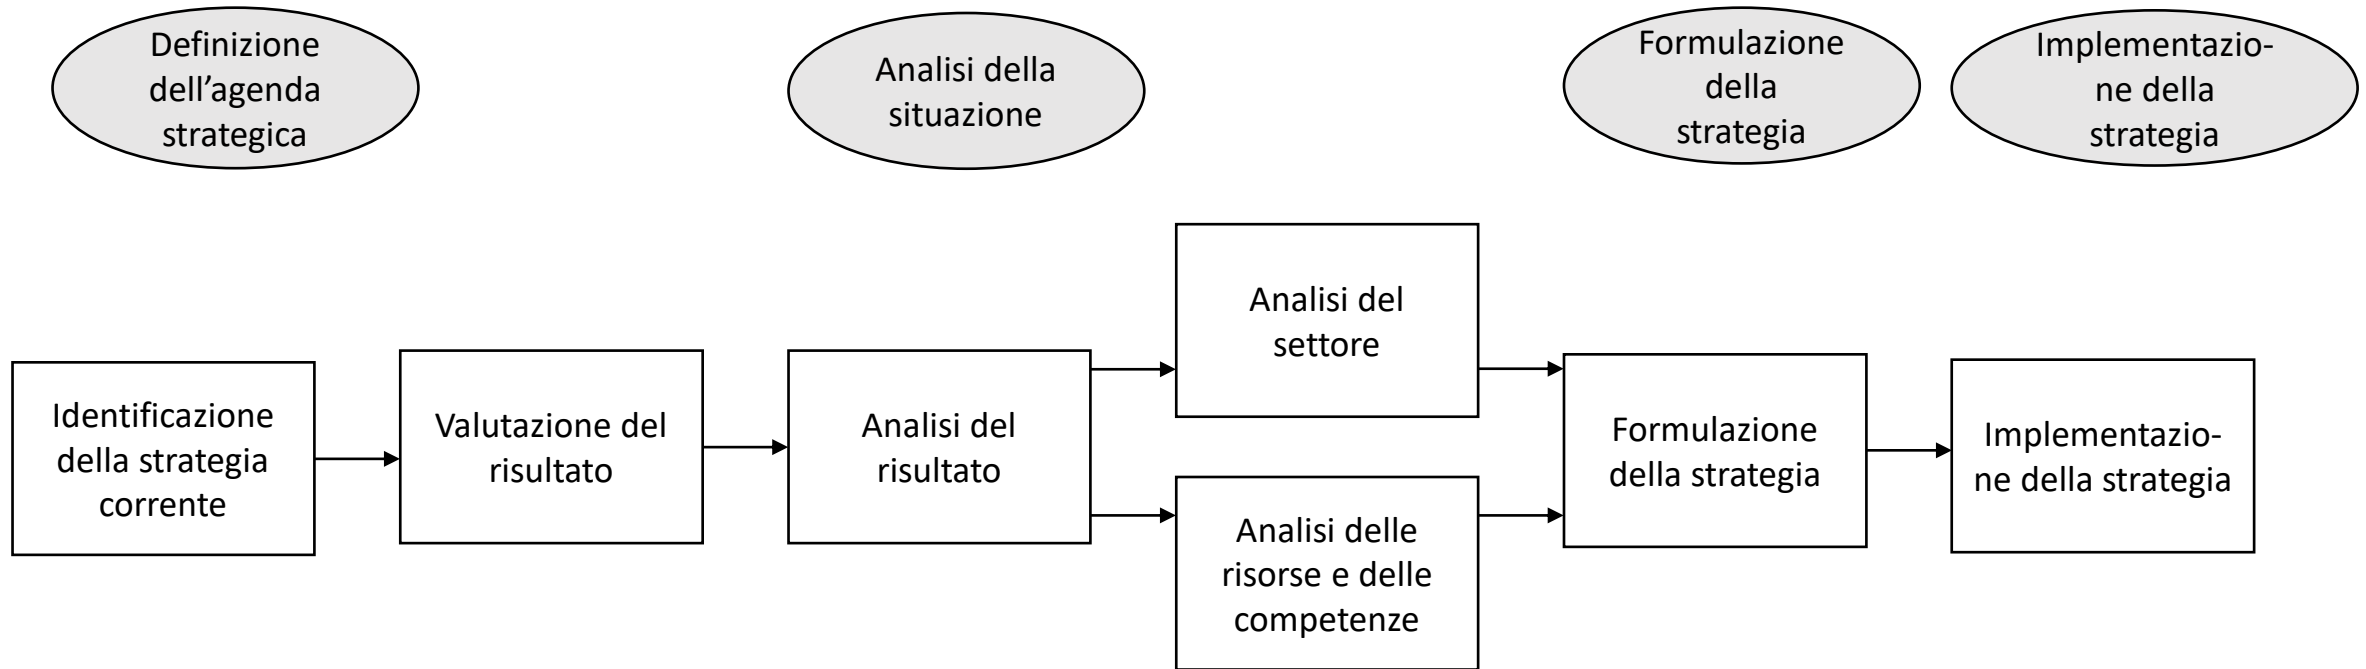 Definizione
dell’agenda
strategica
Analisi della
situazione
Formulazione
della
strategia
Implementazio-
ne della
strategia
Identificazione
della strategia
corrente
Valutazione del
risultato
Analisi del
risultato
Analisi del
settore
Analisi delle
risorse e delle
competenze
Formulazione
della strategia
Implementazio-
ne della strategia